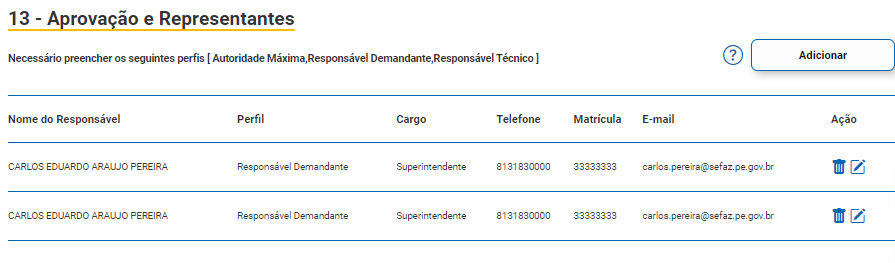 13 - Aprovação e Representantes
Necessário preencher os seguintes perfis [ Autoridade Máxima,Responsável Demandante,Responsável Técnico ] ? Adicionar
Nome do Responsável Perfil Cargo Telefone Matrícula E-mail Ação
CARLOS EDUARDO ARAUJO PEREIRA Responsável Demandante Superintendente 8131830000 33333333 carlos.pereira@sefaz.pe.gov.br
CARLOS EDUARDO ARAUJO PEREIRA Responsável Demandante Superintendente 8131830000 33333333 carlos.pereira@sefaz.pe.gov.br